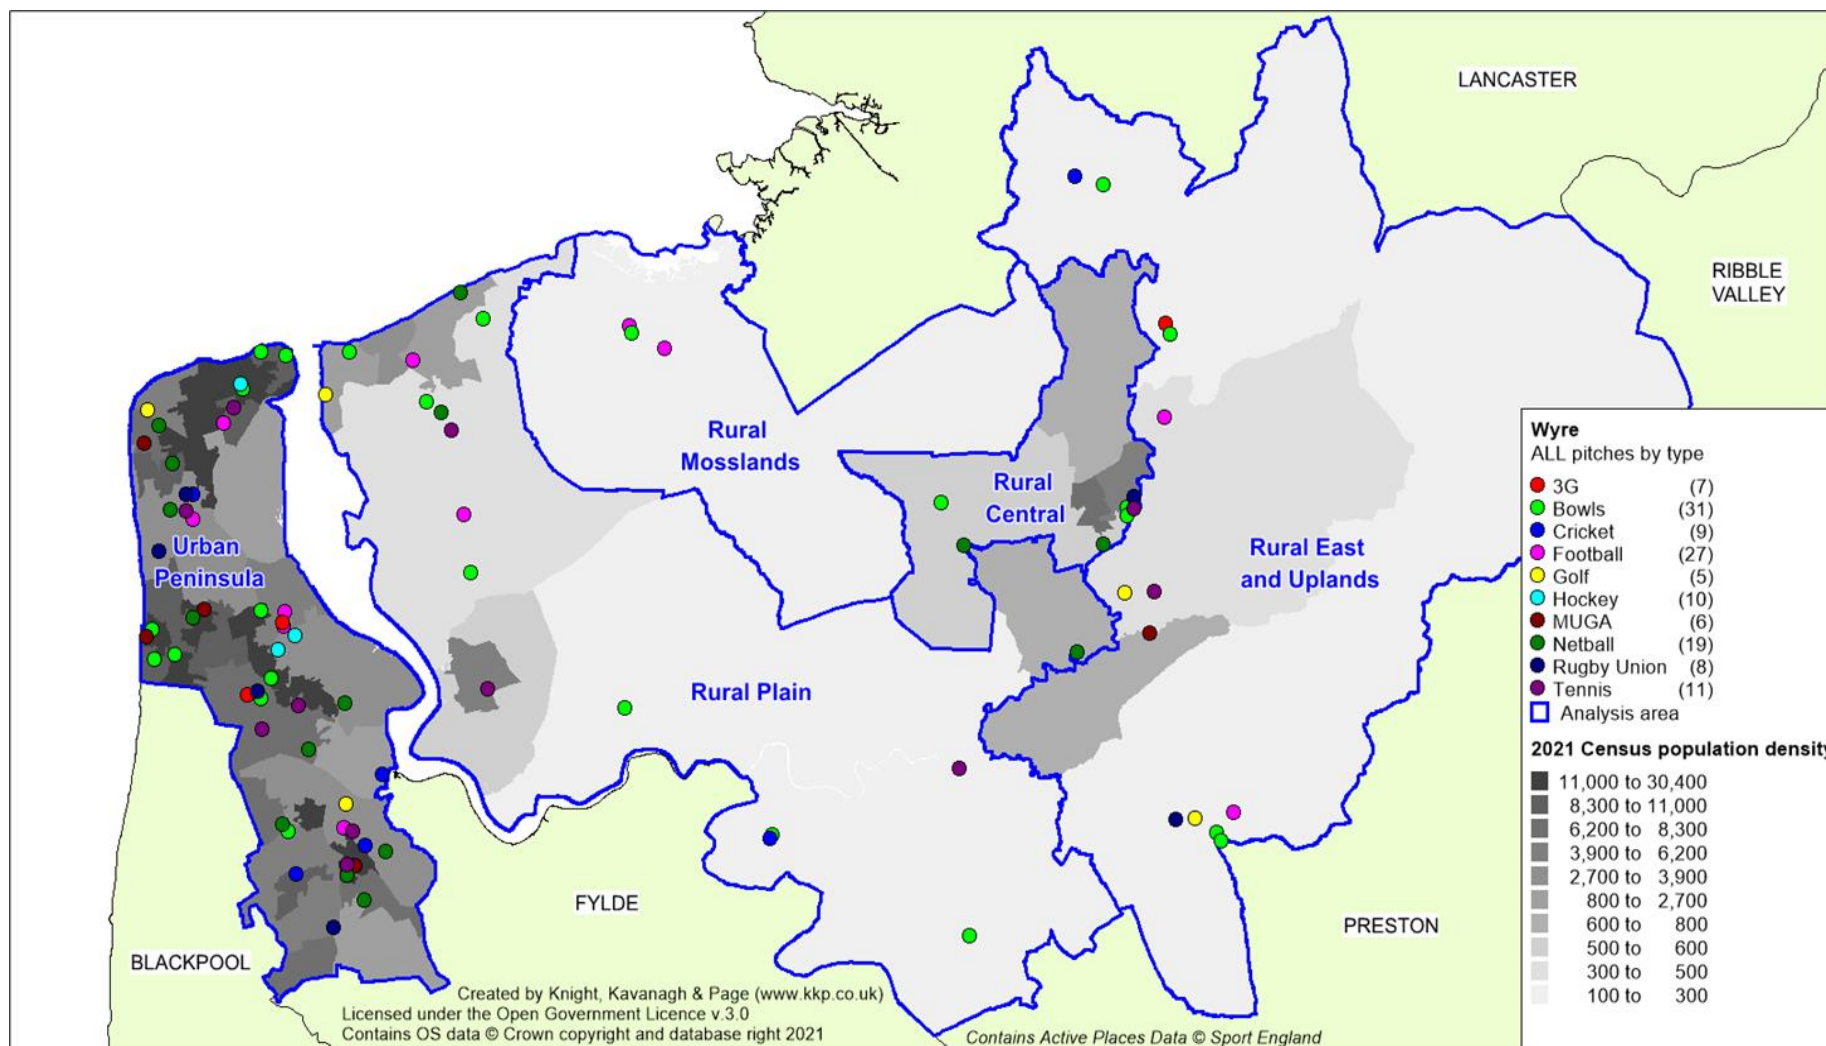 LANCASTER
RIBBLE
VALLEY
Rural
Mosslands
Rural
Central
Urban
Peninsula
Rural East
and Uplands
Rural Plain
FYLDE
PRESTON
BLACKPOOL
Wyre
ALL pitches by type
3G (7)
Bowls (31)
Cricket (9)
Football (27)
Golf (5)
Hockey (10)
MUGA (6)
Netball (19)
Rugby Union (8)
Tennis (11)
Analysis area
2021 Census population density
11,000 to 30,400
8,300 to 11,000
6,200 to 8,300
3,900 to 6,200
2,700 to 3,900
800 to 2,700
600 to 800
500 to 600
300 to 500
100 to 300
Created by Knight, Kavanagh & Page (www.kkp.co.uk)
Licensed under the Open Government Licence v.3.0
Contains OS data © Crown copyright and database right 2021
Contains Active Places Data © Sport England